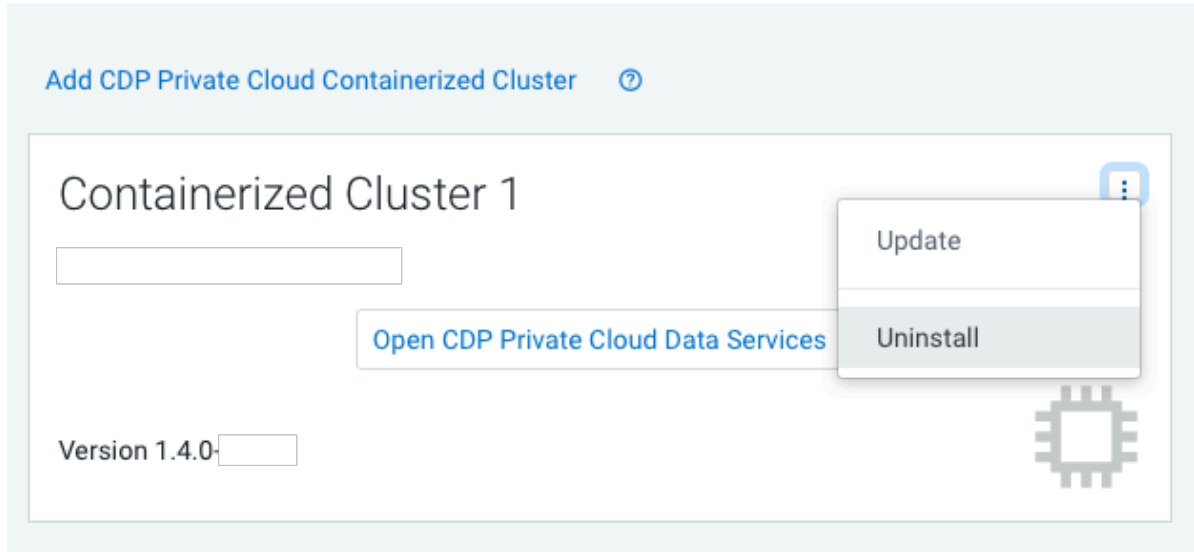 Add CDP Private Cloud Containerized Cluster
Containerized Cluster 1
Update
Open CDP Private Cloud Data Services
Uninstall
Version 1.4.0-